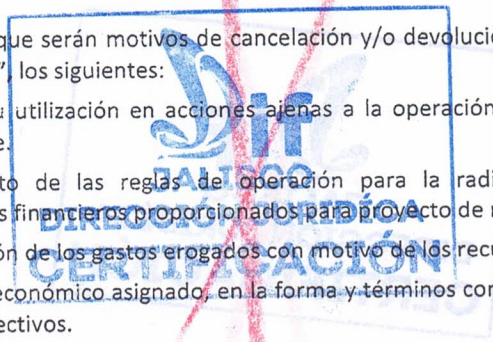 que serán motivos de cancelación y/o devolució
", los siguientes:
u utilización en acciones ajenas a la operación
e.
to de las reglas de operación para la radi
s financieros proporcionados para proyecto de
ón de los gastos erogados con motivo de los recu
económico asignado, en la forma y términos con
ectivos.
dif
JALISCO
DIRECCIÓN JURÍDICA
CERTIFICACIÓN